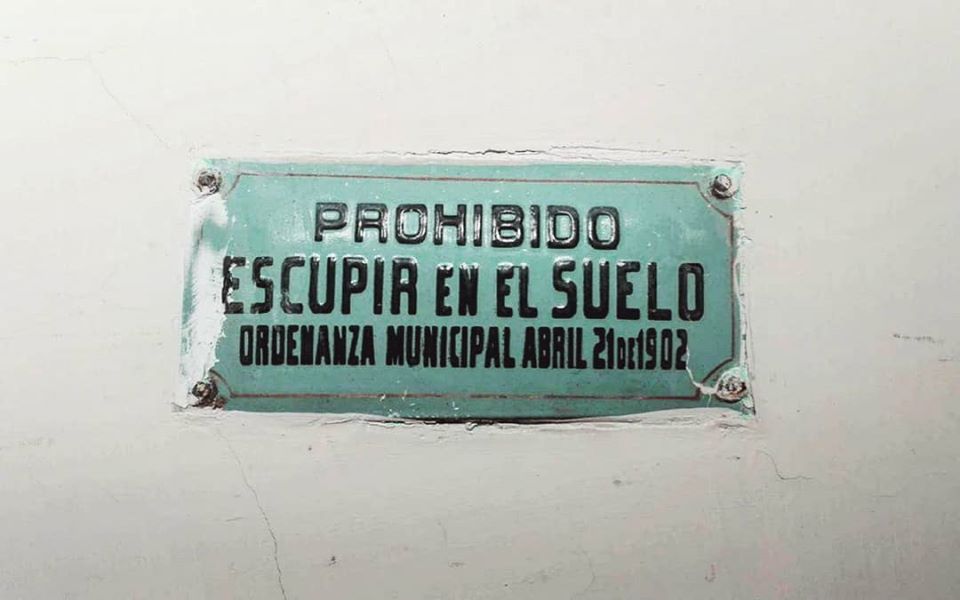 PROHIBIDO
ESCUPIR EN EL SUELO
ORDENANZA MUNICIPAL ABRIL 21 DE 1902